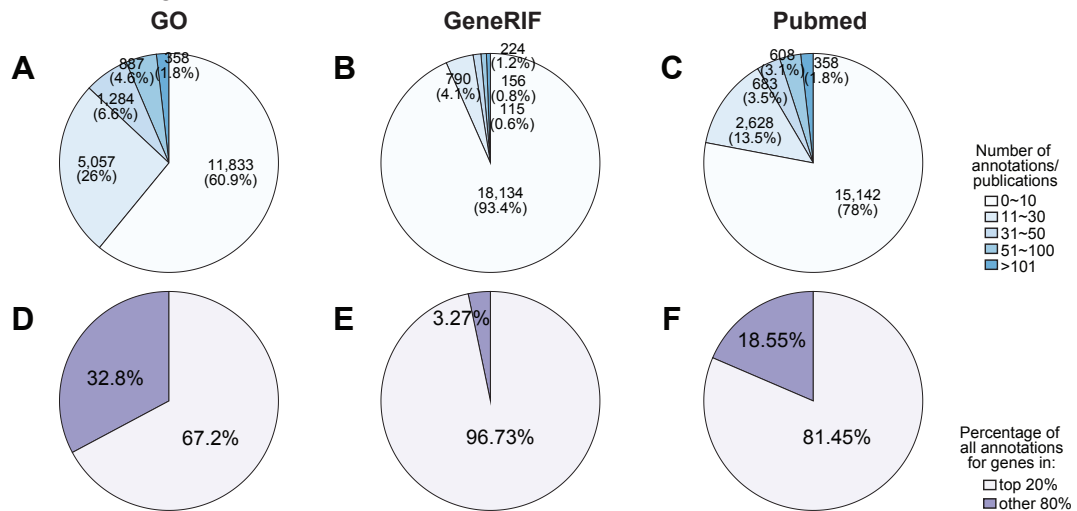 GO
GeneRIF
Pubmed
A
887
(4.6%)
358
(1.8%)
1,284
(6.6%)
5,057
(26%)
11,833
(60.9%)
B
790
(4.1%)
224
(1.2%)
156
(0.8%)
115
(0.6%)
18,134
(93.4%)
C
608
(3.1%)
358
(1.8%)
683
(3.5%)
2,628
(13.5%)
15,142
(78%)
Number of
annotations/
publications
0~10
11~30
31~50
51~100
>101
D
32.8%
67.2%
E
3.27%
96.73%
F
18.55%
81.45%
Percentage of
all annotations
for genes in:
top 20%
other 80%